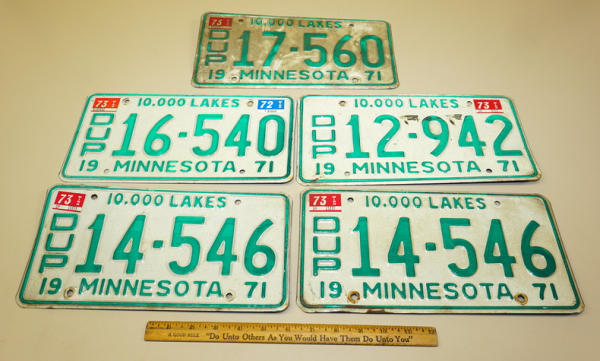 73
10.000 LAKES
DUP 17-560
19 MINNESOTA 71
73 10.000 LAKES 72
DUP 16-540
19 MINNESOTA 71
10.000 LAKES 73
DUP 12-942
19 MINNESOTA 71
73
10.000 LAKES
DUP 14-546
19 MINNESOTA 71
73
10.000 LAKES
DUP 14-546
19 MINNESOTA 71
A GOOD RULE "Do Unto Others As You Would Have Them Do Unto You"